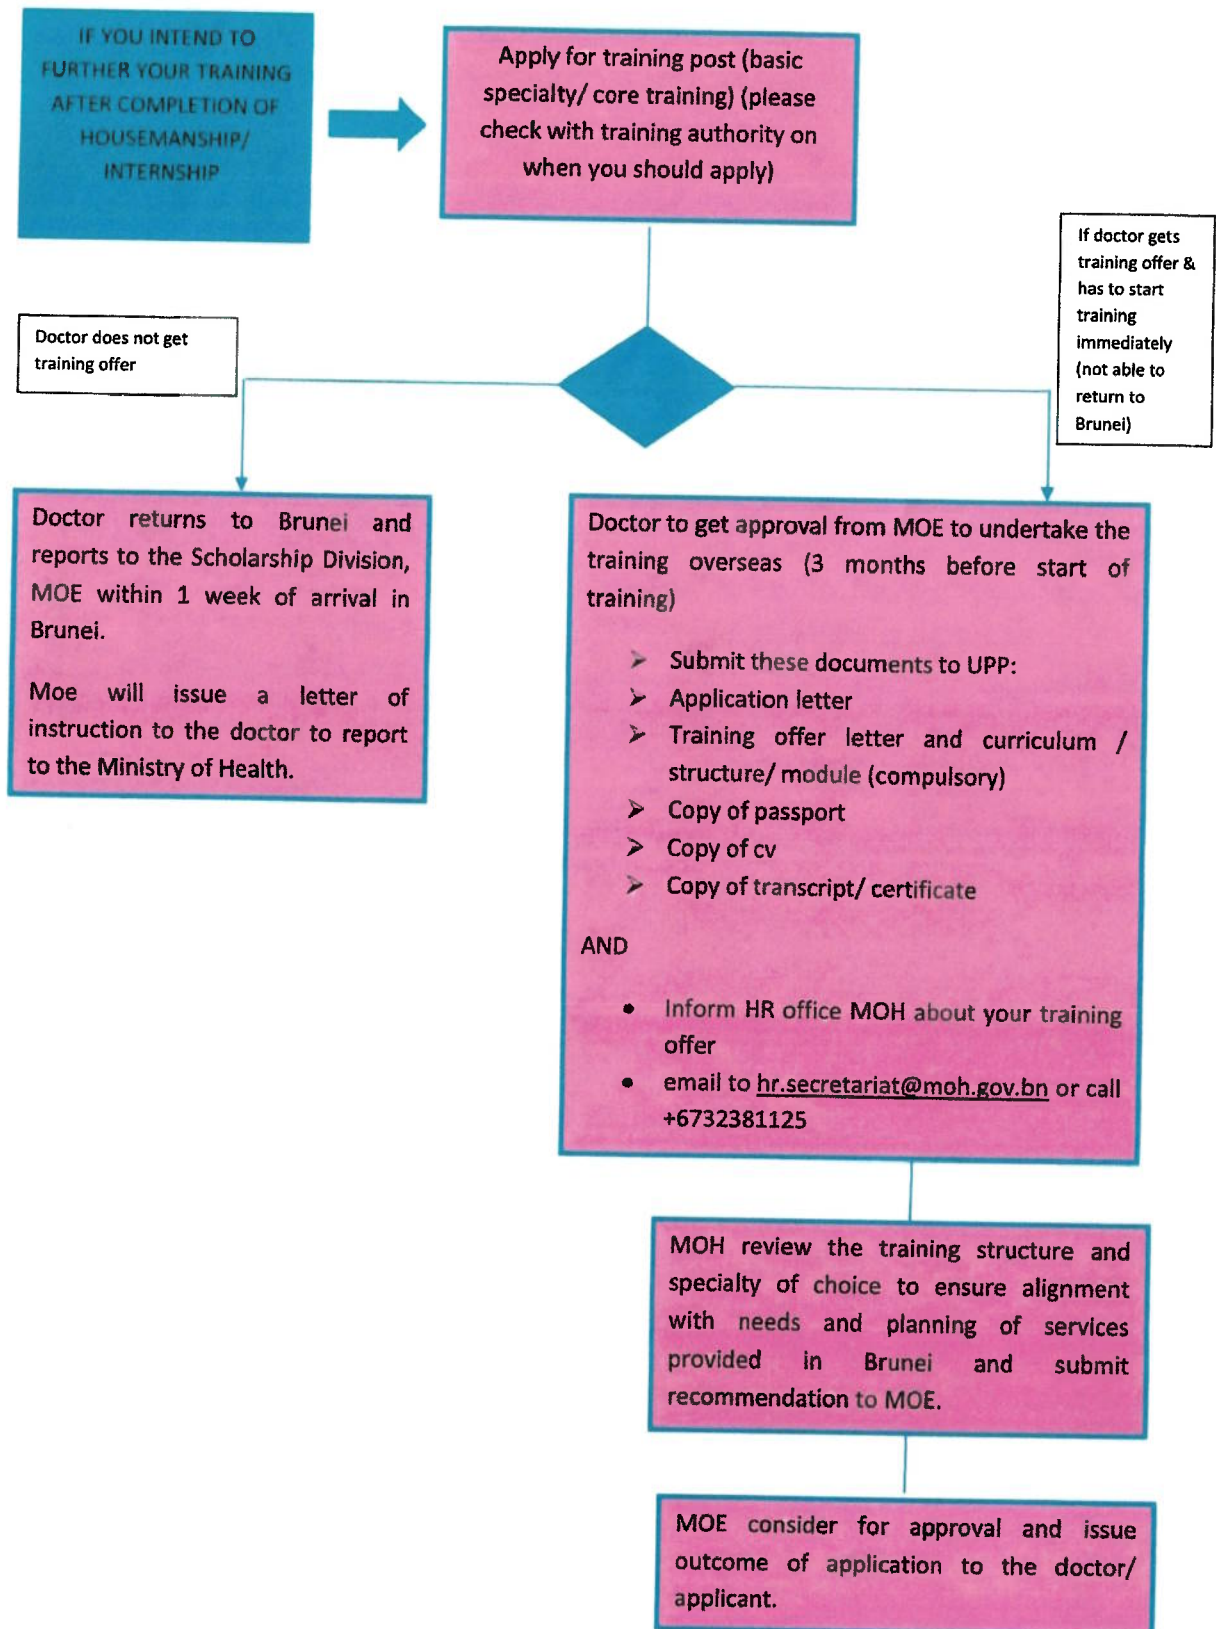 IF YOU INTEND TO
FURTHER YOUR TRAINING
AFTER COMPLETION OF
HOUSEMANSHIP/
INTERNSHIP
Apply for training post (basic
specialty/ core training) (please
check with training authority on
when you should apply)
If doctor gets
training offer &
has to start
training
immediately
(not able to
return to
Brunei)
Doctor does not get
training offer
Doctor returns to Brunei and
reports to the Scholarship Division,
MOE within 1 week of arrival in
Brunei.
Moe will issue a letter of
instruction to the doctor to report
to the Ministry of Health.
Doctor to get approval from MOE to undertake the
training overseas (3 months before start of
training)
➢ Submit these documents to UPP:
➢ Application letter
➢ Training offer letter and curriculum /
structure/ module (compulsory)
➢ Copy of passport
➢ Copy of cv
➢ Copy of transcript/ certificate
AND
• Inform HR office MOH about your training
offer
• email to hr.secretariat@moh.gov.bn or call
+6732381125
MOH review the training structure and
specialty of choice to ensure alignment
with needs and planning of services
provided in Brunei and submit
recommendation to MOE.
MOE consider for approval and issue
outcome of application to the doctor/
applicant.